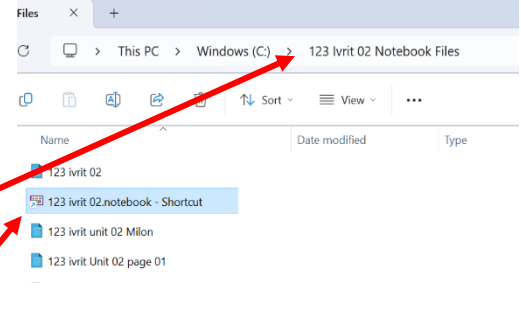 Files
This PC > Windows (C:) > 123 Ivrit 02 Notebook Files
Sort View
Name Date modified Type
123 ivrit 02
123 ivrit 02.notebook - Shortcut
123 ivrit unit 02 Milon
123 ivrit Unit 02 page 01